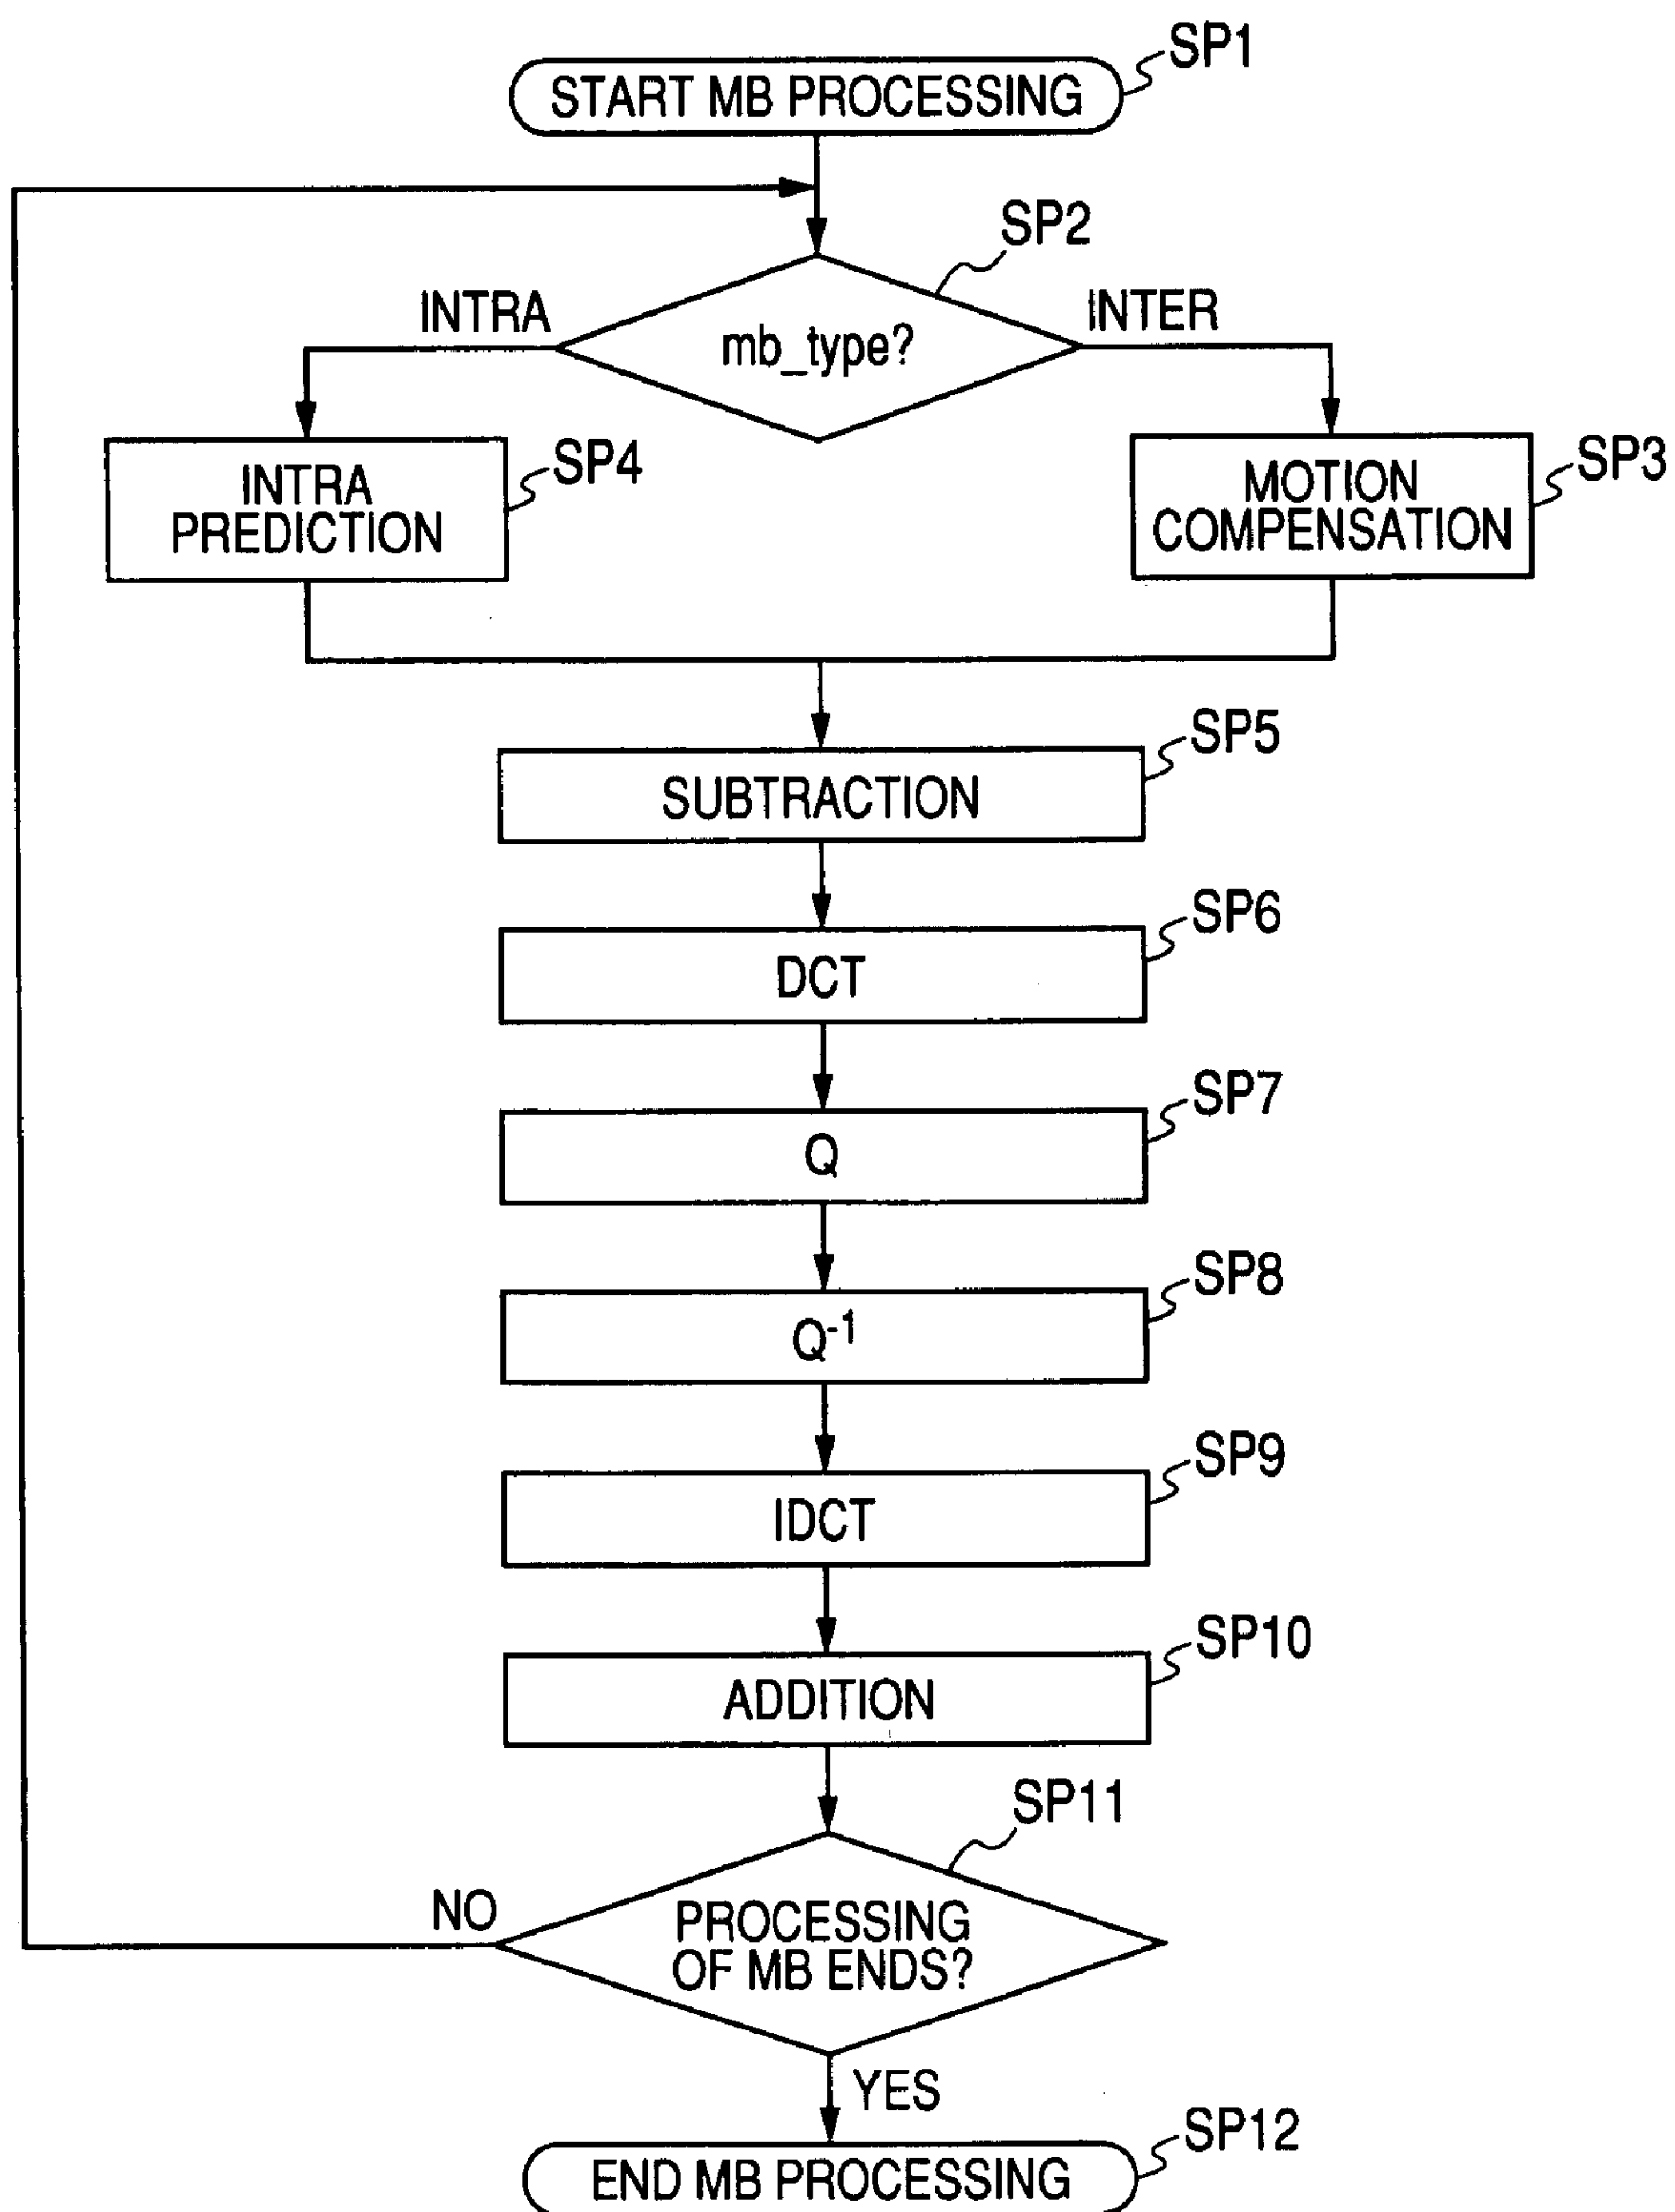 SP1
START MB PROCESSING
SP2
INTRA
INTER
mb_type?
SP4
INTRA
PREDICTION
SP3
MOTION
COMPENSATION
SP5
SUBTRACTION
SP6
DCT
SP7
Q
SP8
Q⁻¹
SP9
IDCT
SP10
ADDITION
SP11
NO
PROCESSING
OF MB ENDS?
YES
SP12
END MB PROCESSING